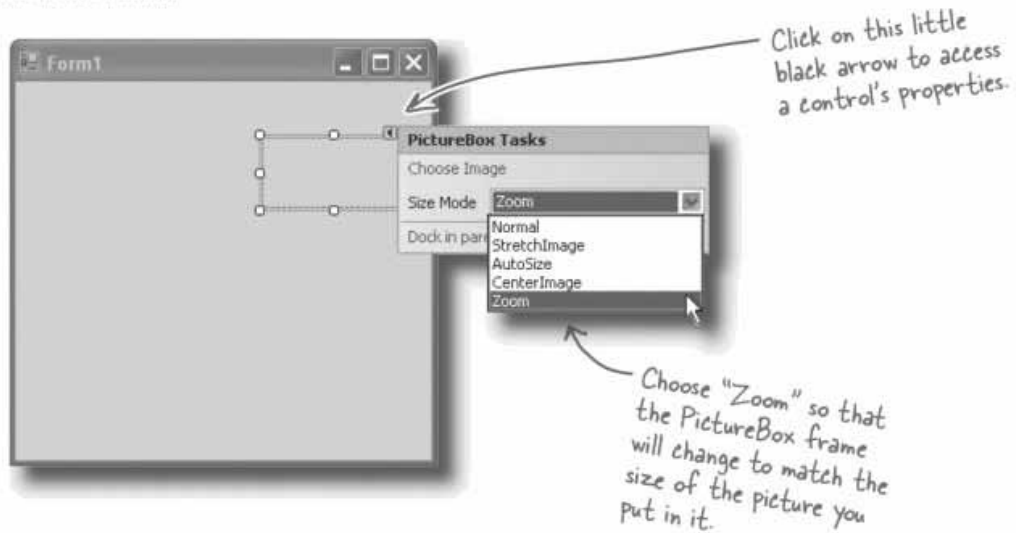 Form1
Click on this little
black arrow to access
a control's properties.
PictureBox Tasks
Choose Image
Size Mode Zoom
Dock in pare
Normal
StretchImage
AutoSize
CenterImage
Zoom
Choose "Zoom" so that
the PictureBox frame
will change to match the
size of the picture you
put in it.